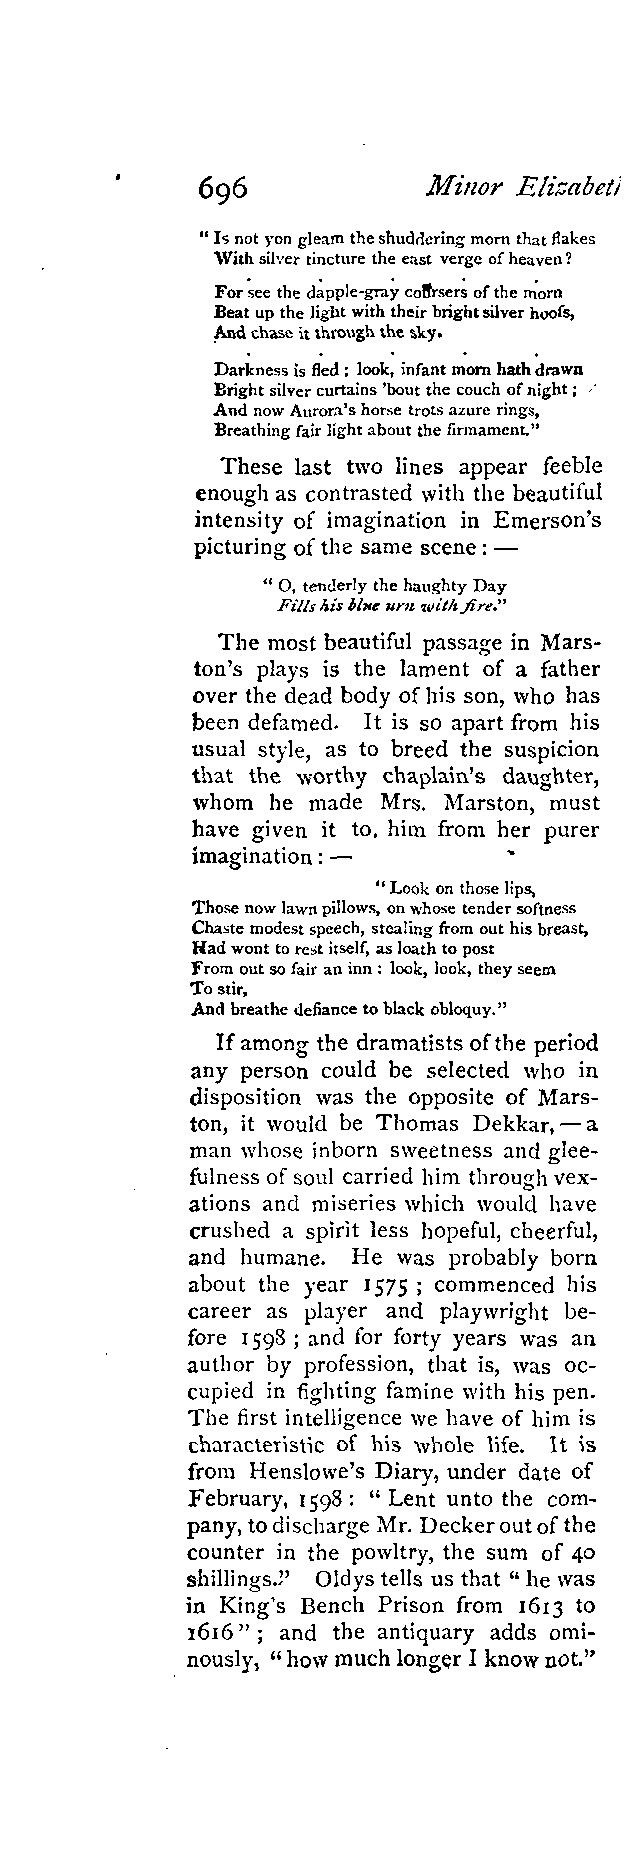 696 Minor Elizabeth
“Is not yon gleam the shuddering morn that flakes
With silver tincture the east verge of heaven?
. . . . .
For see the dapple-gray coursers of the morn
Beat up the light with their bright silver hoofs,
And chase it through the sky.
. . . . .
Darkness is fled; look, infant morn hath drawn
Bright silver curtains ’bout the couch of night;
And now Aurora’s horse trots azure rings,
Breathing fair light about the firmament.”
These last two lines appear feeble
enough as contrasted with the beautiful
intensity of imagination in Emerson’s
picturing of the same scene: —
“O, tenderly the haughty Day
Fills his blue urn with fire.”
The most beautiful passage in Mars-
ton’s plays is the lament of a father
over the dead body of his son, who has
been defamed. It is so apart from his
usual style, as to breed the suspicion
that the worthy chaplain’s daughter,
whom he made Mrs. Marston, must
have given it to. him from her purer
imagination: —
“Look on those lips,
Those now lawn pillows, on whose tender softness
Chaste modest speech, stealing from out his breast,
Had wont to rest itself, as loath to post
From out so fair an inn: look, look, they seem
To stir,
And breathe defiance to black obloquy.”
If among the dramatists of the period
any person could be selected who in
disposition was the opposite of Mars-
ton, it would be Thomas Dekkar, — a
man whose inborn sweetness and glee-
fulness of soul carried him through vex-
ations and miseries which would have
crushed a spirit less hopeful, cheerful,
and humane. He was probably born
about the year 1575; commenced his
career as player and playwright be-
fore 1598; and for forty years was an
author by profession, that is, was oc-
cupied in fighting famine with his pen.
The first intelligence we have of him is
characteristic of his whole life. It is
from Henslowe’s Diary, under date of
February, 1598: “Lent unto the com-
pany, to discharge Mr. Decker out of the
counter in the powltry, the sum of 40
shillings.” Oldys tells us that “he was
in King’s Bench Prison from 1613 to
1616”; and the antiquary adds omi-
nously, “how much longer I know not.”